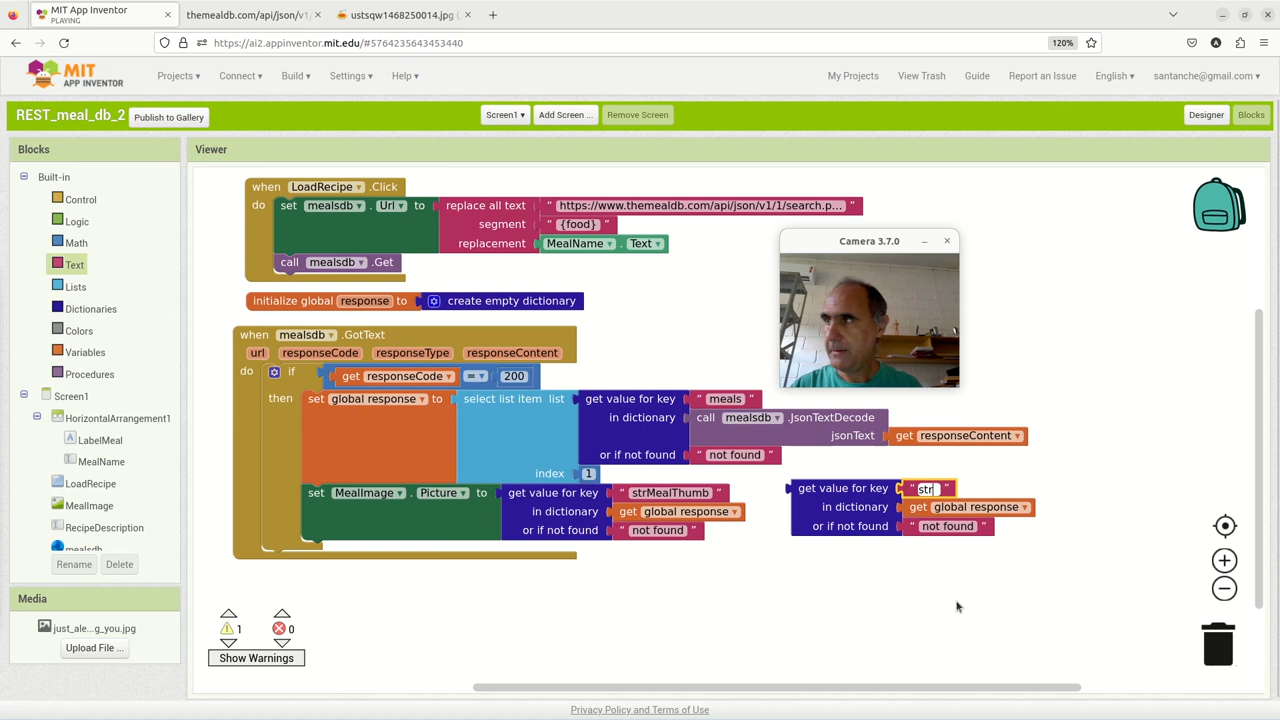 MIT App Inventor
PLAYING
themealdb.com/api/json/v1/
ustsqw1468250014.jpg (
https://ai2.appinventor.mit.edu/#5764235643453440
120%
MIT
APP INVENTOR
Projects
Connect
Build
Settings
Help
My Projects
View Trash
Guide
Report an Issue
English
santanche@gmail.com
REST_meal_db_2
Publish to Gallery
Screen1
Add Screen ...
Remove Screen
Designer
Blocks
Blocks
Viewer
Built-in
Control
Logic
Math
Text
Lists
Dictionaries
Colors
Variables
Procedures
Screen1
HorizontalArrangement1
LabelMeal
MealName
LoadRecipe
MealImage
RecipeDescription
mealsdb
Rename
Delete
Media
just_ale...g_you.jpg
Upload File ...
when LoadRecipe .Click
do set mealsdb . Url to replace all text “ https://www.themealdb.com/api/json/v1/1/search.p... ”
segment “ {food} ”
replacement MealName . Text
call mealsdb .Get
initialize global response to create empty dictionary
when mealsdb .GotText
url responseCode responseType responseContent
do if get responseCode = 200
then set global response to select list item list get value for key “ meals ”
in dictionary call mealsdb .JsonTextDecode
jsonText get responseContent
or if not found “ not found ”
index 1
set MealImage . Picture to get value for key “ strMealThumb ”
in dictionary get global response
or if not found “ not found ”
get value for key “ str ”
in dictionary get global response
or if not found “ not found ”
Camera 3.7.0
1
0
Show Warnings
Privacy Policy and Terms of Use